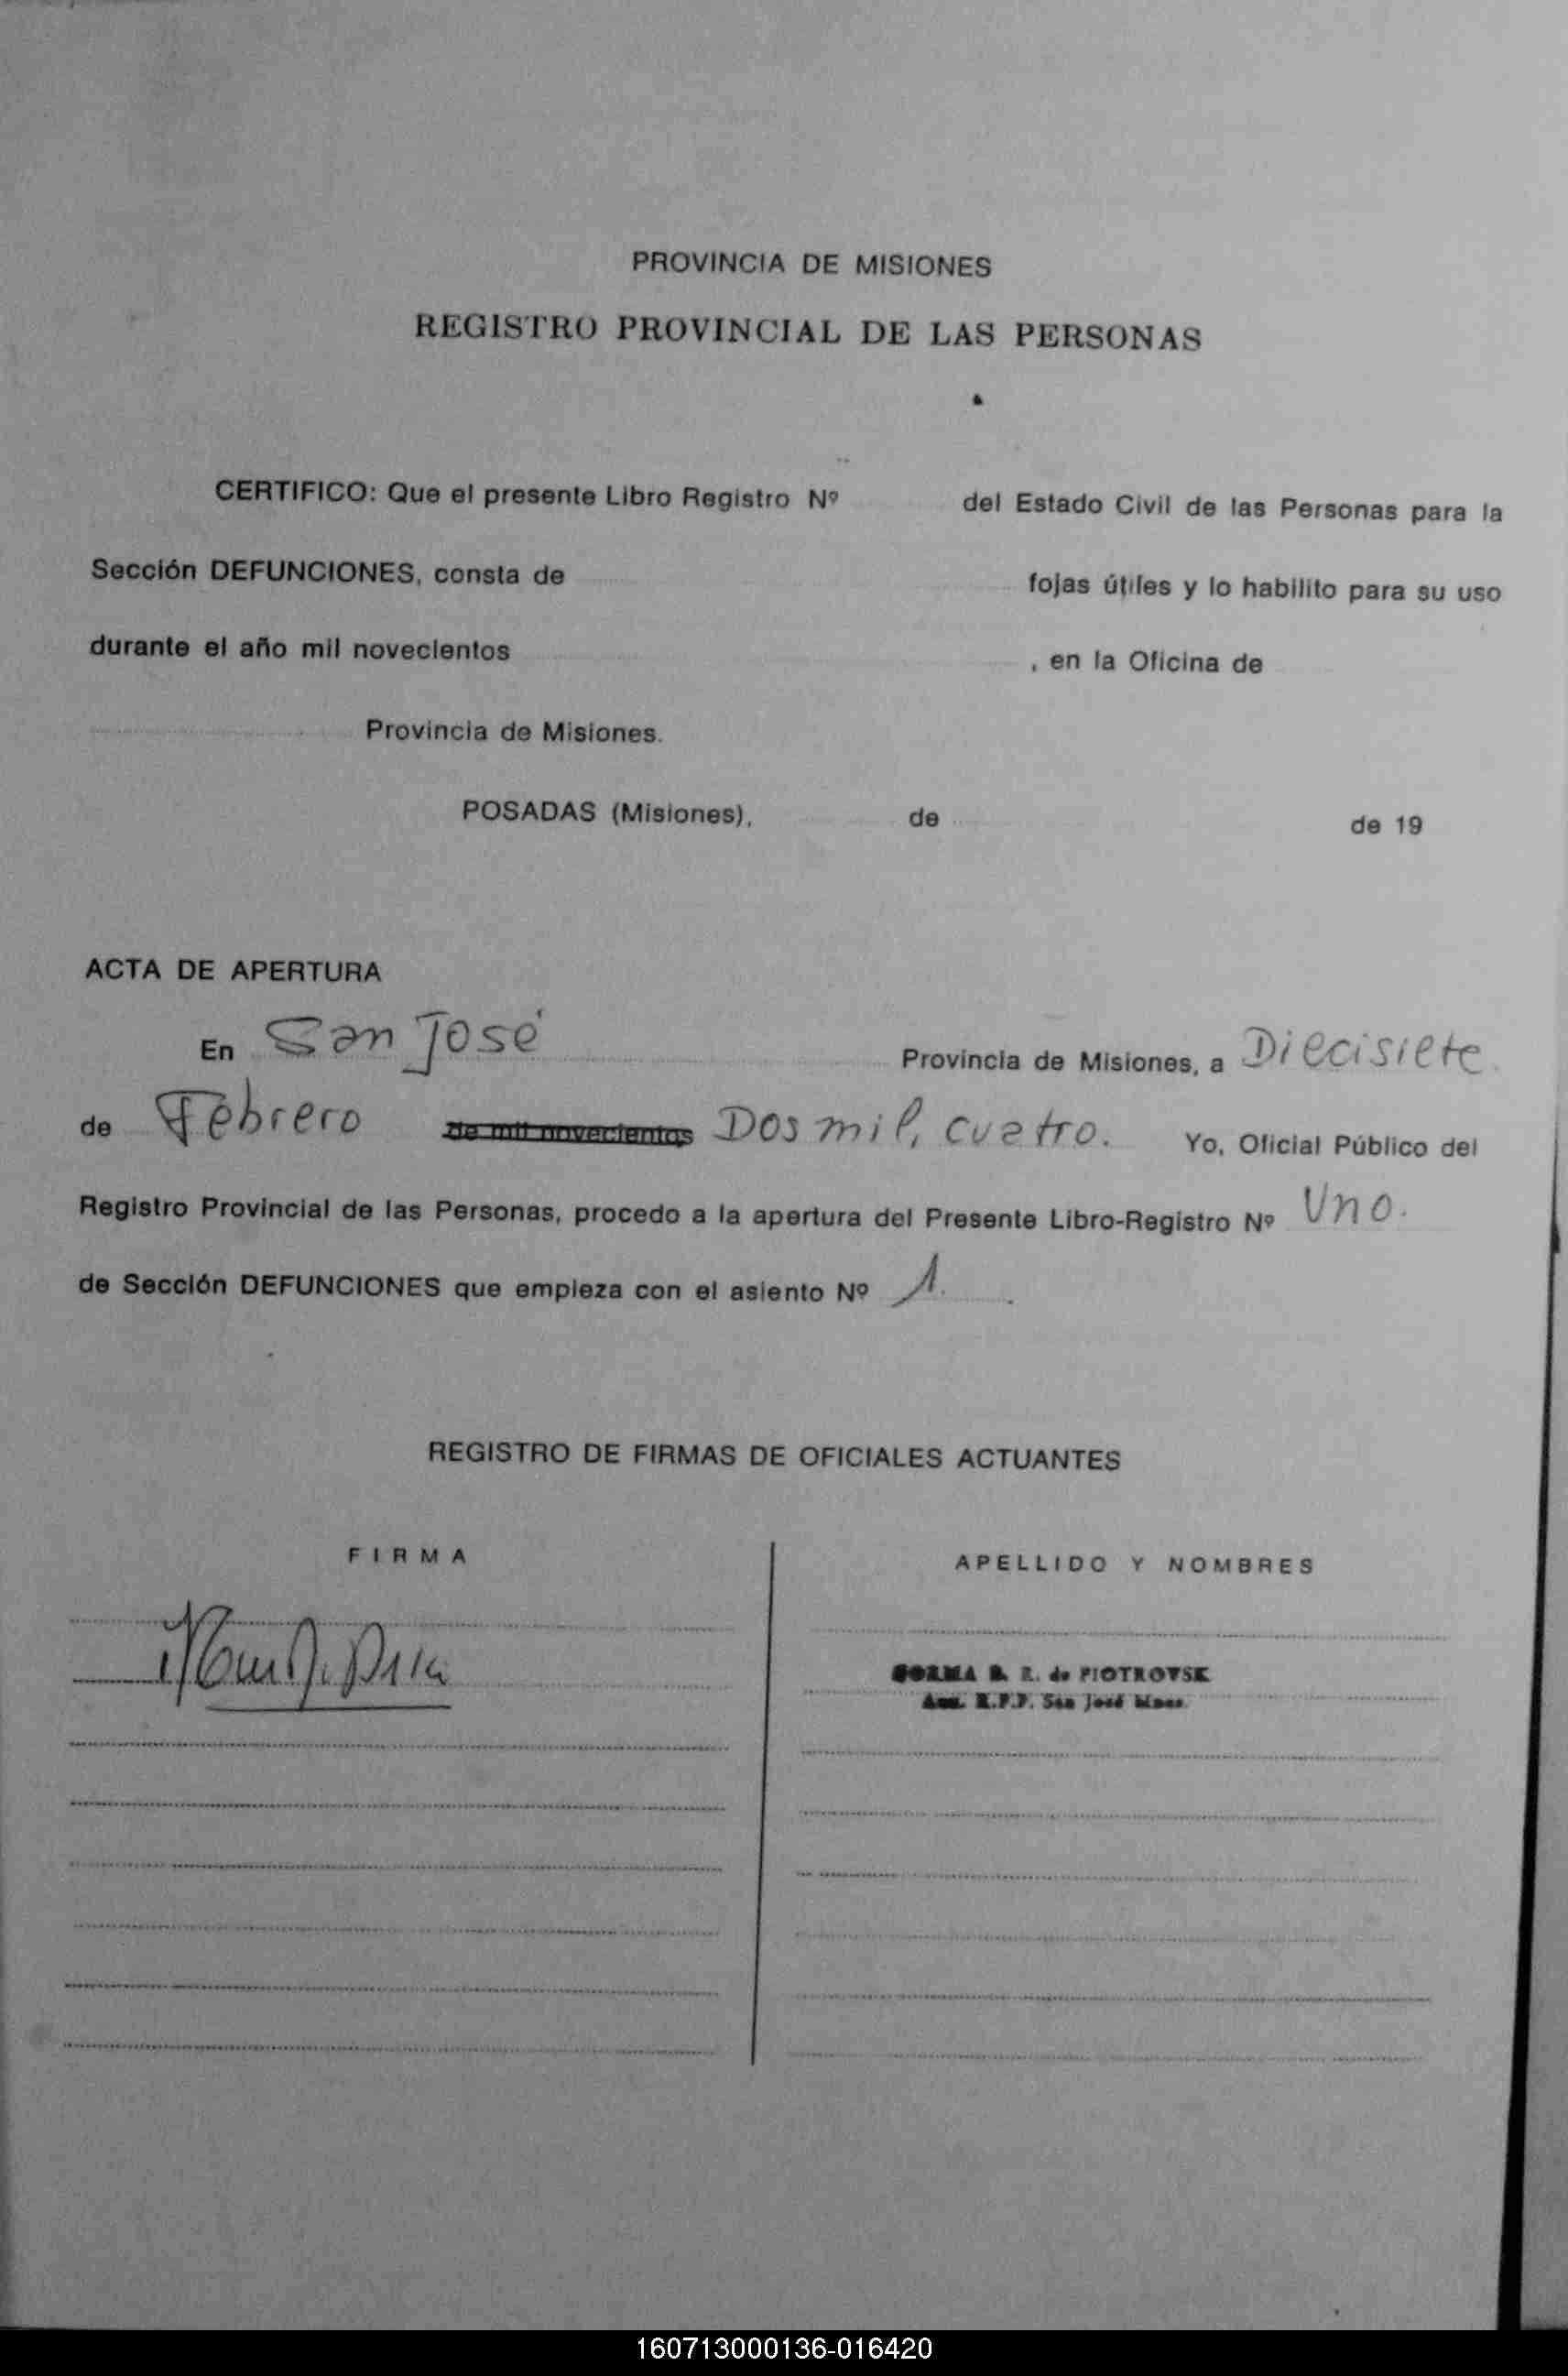 PROVINCIA DE MISIONES
REGISTRO PROVINCIAL DE LAS PERSONAS
CERTIFICO: Que el presente Libro Registro Nº del Estado Civil de las Personas para la
Sección DEFUNCIONES, consta de fojas útiles y lo habilito para su uso
durante el año mil novecientos , en la Oficina de
Provincia de Misiones.
POSADAS (Misiones), de de 19
ACTA DE APERTURA
En San José Provincia de Misiones, a Diecisiete
de Febrero de mil novecientos Dos mil, cuatro. Yo, Oficial Público del
Registro Provincial de las Personas, procedo a la apertura del Presente Libro-Registro Nº Uno.
de Sección DEFUNCIONES que empieza con el asiento Nº 1.
REGISTRO DE FIRMAS DE OFICIALES ACTUANTES
FIRMA
APELLIDO Y NOMBRES
R. de PIOTROVSK
R.P.P. San José Mnes.
160713000136-016420